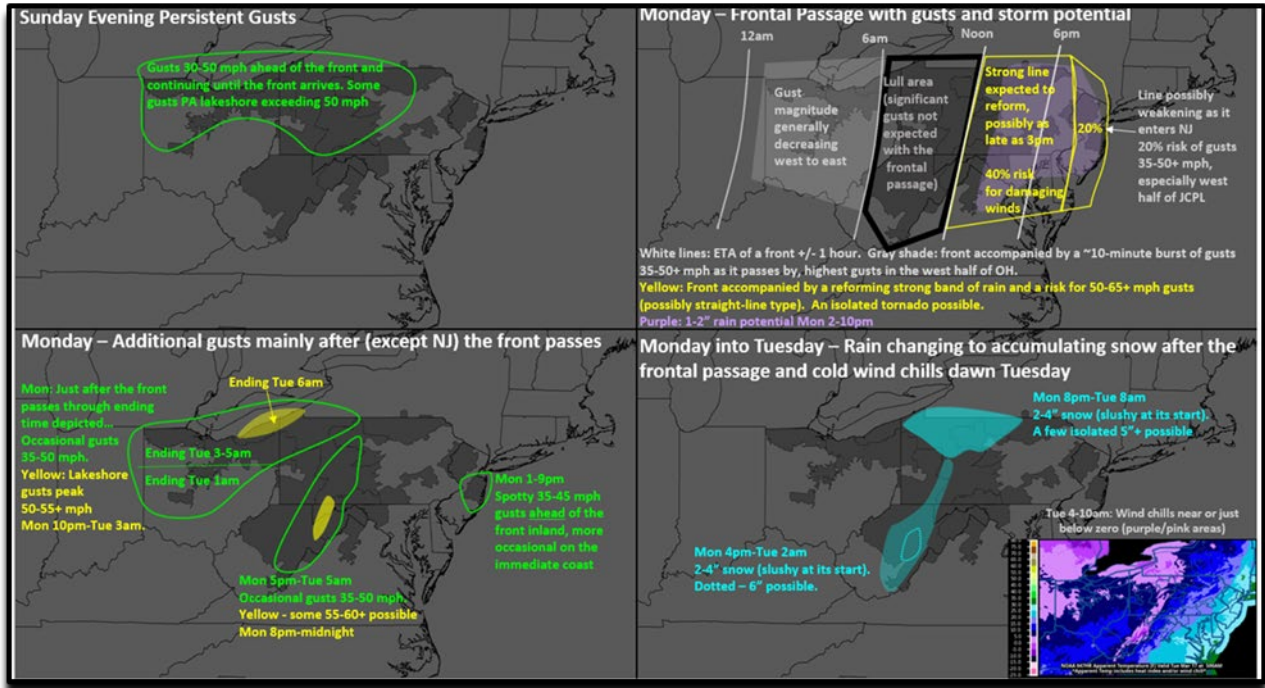 Sunday Evening Persistent Gusts
Gusts 30-50 mph ahead of the front and
continuing until the front arrives. Some
gusts PA lakeshore exceeding 50 mph
Monday – Frontal Passage with gusts and storm potential
12am
6am
Noon
6pm
Gust
magnitude
generally
decreasing
west to east
Lull area
(significant
gusts not
expected
with the
frontal
passage)
Strong line
expected to
reform,
possibly as
late as 3pm
40% risk
for damaging
winds
20%
Line possibly
weakening as it
enters NJ
20% risk of gusts
35-50+ mph,
especially west
half of JCPL
White lines: ETA of a front +/- 1 hour. Gray shade: front accompanied by a ~10-minute burst of gusts
35-50+ mph as it passes by, highest gusts in the west half of OH.
Yellow: Front accompanied by a reforming strong band of rain and a risk for 50-65+ mph gusts
(possibly straight-line type). An isolated tornado possible.
Purple: 1-2" rain potential Mon 2-10pm
Monday – Additional gusts mainly after (except NJ) the front passes
Mon: Just after the front
passes through ending
time depicted...
Occasional gusts
35-50 mph.
Yellow: Lakeshore
gusts peak
50-55+ mph
Mon 10pm-Tue 3am.
Ending Tue 6am
Ending Tue 3-5am
Ending Tue 1am
Mon 1-9pm
Spotty 35-45 mph
gusts ahead of the
front inland, more
occasional on the
immediate coast
Mon 5pm-Tue 5am
Occasional gusts 35-50 mph.
Yellow - some 55-60+ possible
Mon 8pm-midnight
Monday into Tuesday – Rain changing to accumulating snow after the
frontal passage and cold wind chills dawn Tuesday
Mon 8pm-Tue 8am
2-4" snow (slushy at its start).
A few isolated 5"+ possible
Mon 4pm-Tue 2am
2-4" snow (slushy at its start).
Dotted – 6" possible.
Tue 4-10am: Wind chills near or just
below zero (purple/pink areas)